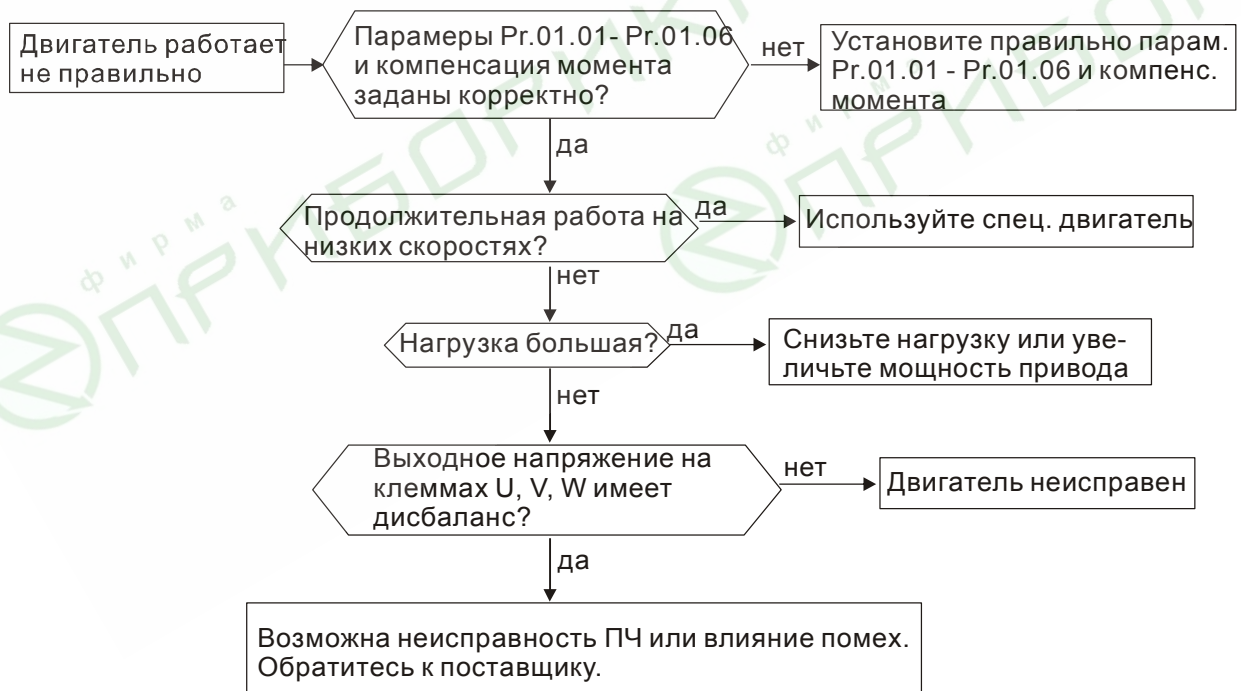 Двигатель работает
не правильно
Парамеры Pr.01.01- Pr.01.06
и компенсация момента
заданы корректно?
нет
Установите правильно парам.
Pr.01.01 - Pr.01.06 и компенс.
момента
да
Продолжительная работа на
низких скоростях?
да
Используйте спец. двигатель
нет
Нагрузка большая?
да
Снизьте нагрузку или уве-
личьте мощность привода
нет
Выходное напряжение на
клеммах U, V, W имеет
дисбаланс?
нет
Двигатель неисправен
да
Возможна неисправность ПЧ или влияние помех.
Обратитесь к поставщику.
фирма
ПРИБОРИКА
фирма